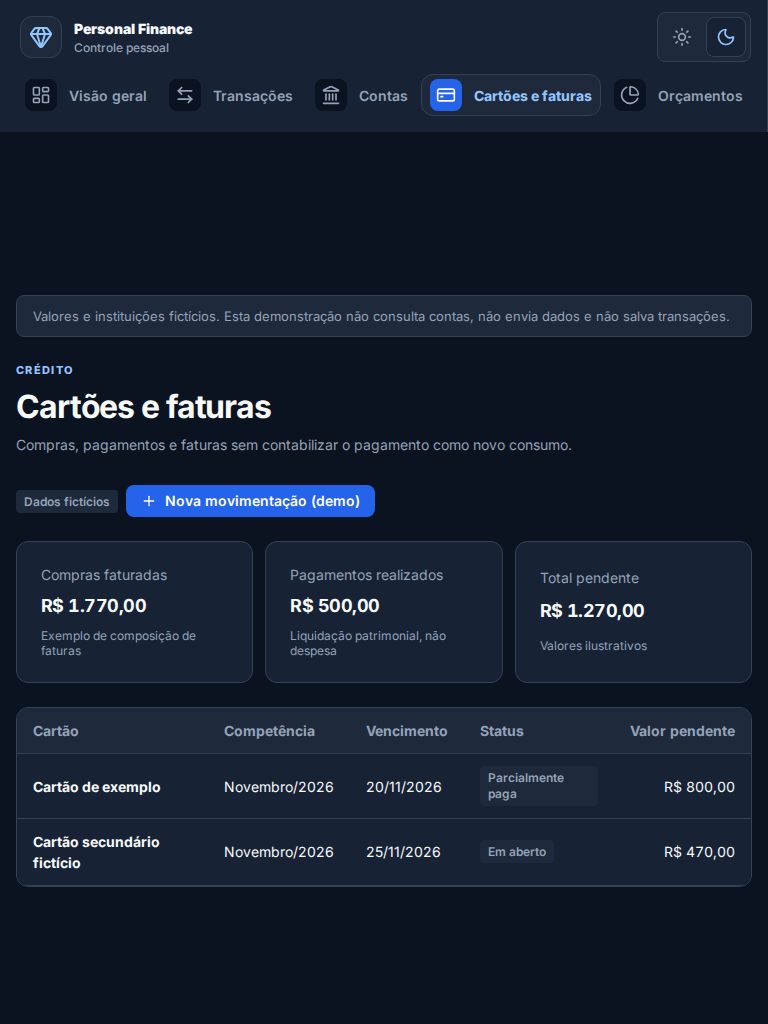 Personal Finance
Controle pessoal
Visão geral
Transações
Contas
Cartões e faturas
Orçamentos
Valores e instituições fictícios. Esta demonstração não consulta contas, não envia dados e não salva transações.
CRÉDITO
Cartões e faturas
Compras, pagamentos e faturas sem contabilizar o pagamento como novo consumo.
Dados fictícios
Nova movimentação (demo)
Compras faturadas
R$ 1.770,00
Exemplo de composição de
faturas
Pagamentos realizados
R$ 500,00
Liquidação patrimonial, não
despesa
Total pendente
R$ 1.270,00
Valores ilustrativos
Cartão Competência Vencimento Status Valor pendente
Cartão de exemplo Novembro/2026 20/11/2026 Parcialmente
paga R$ 800,00
Cartão secundário
fictício Novembro/2026 25/11/2026 Em aberto R$ 470,00